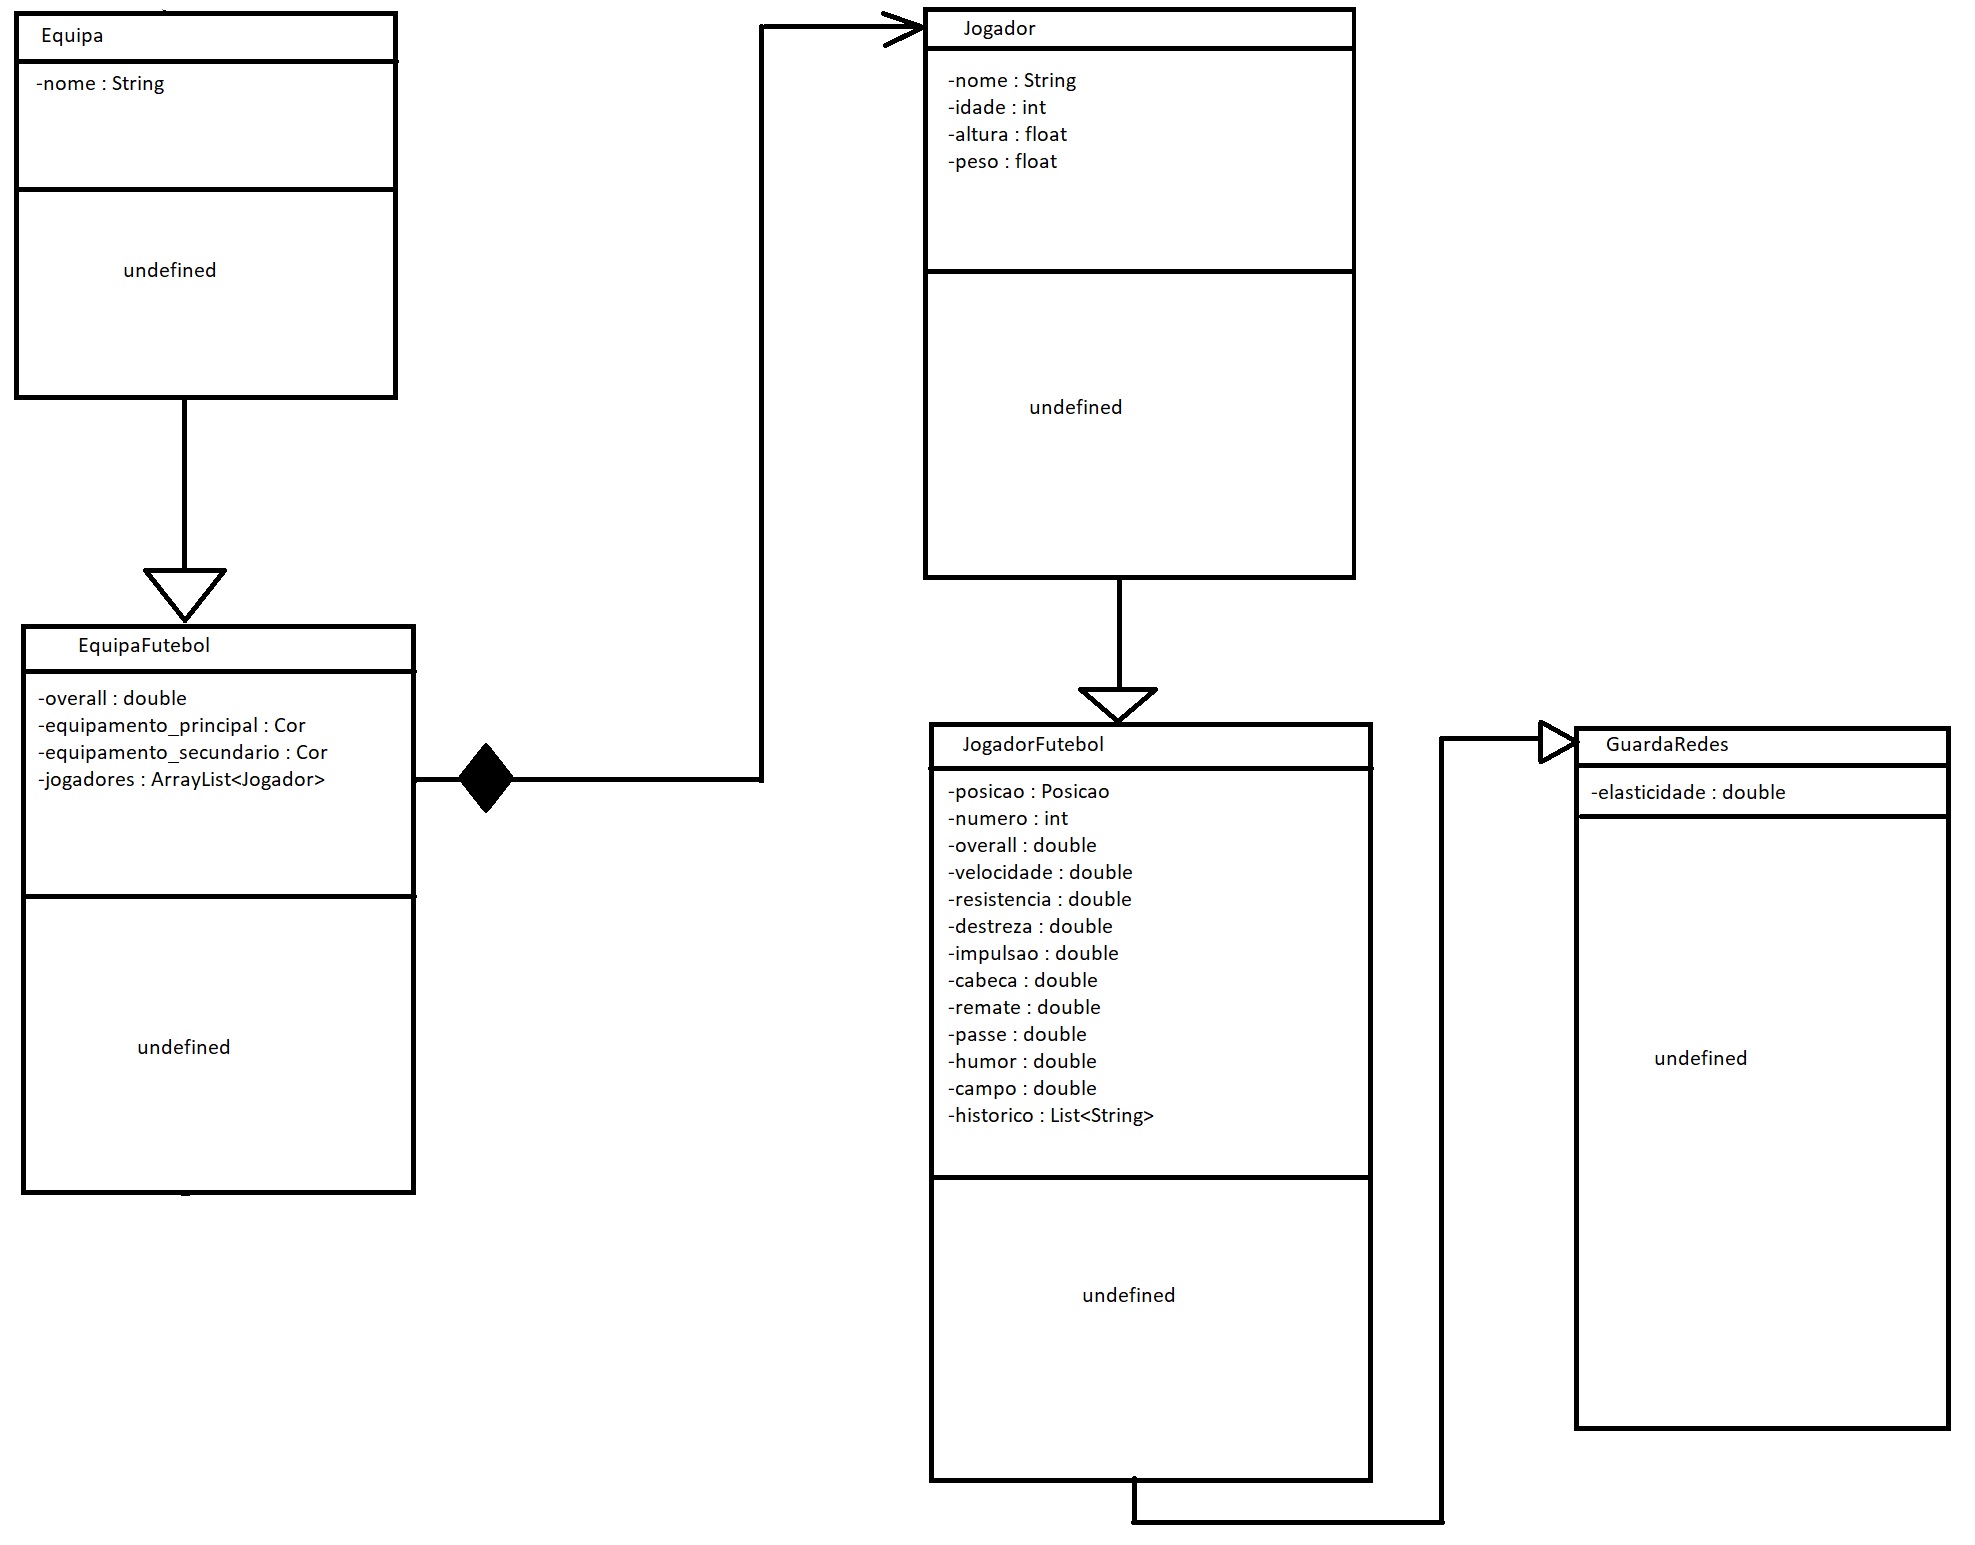 Equipa
-nome : String
undefined
EquipaFutebol
-overall : double
-equipamento_principal : Cor
-equipamento_secundario : Cor
-jogadores : ArrayList<Jogador>
undefined
Jogador
-nome : String
-idade : int
-altura : float
-peso : float
undefined
JogadorFutebol
-posicao : Posicao
-numero : int
-overall : double
-velocidade : double
-resistencia : double
-destreza : double
-impulsao : double
-cabeca : double
-remate : double
-passe : double
-humor : double
-campo : double
-historico : List<String>
undefined
GuardaRedes
-elasticidade : double
undefined